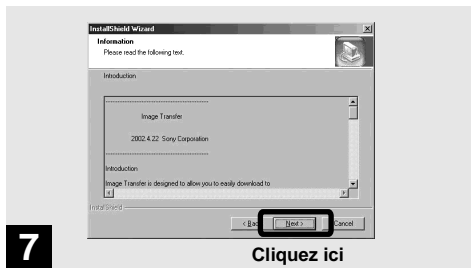 InstallShield Wizard
Information
Please read the following text.
Introduction
Image Transfer
2002.4.22 Sony Corporation
Introduction
Image Transfer is designed to allow you to easily download to
InstallShield
< Bac Next > Cancel
7
Cliquez ici